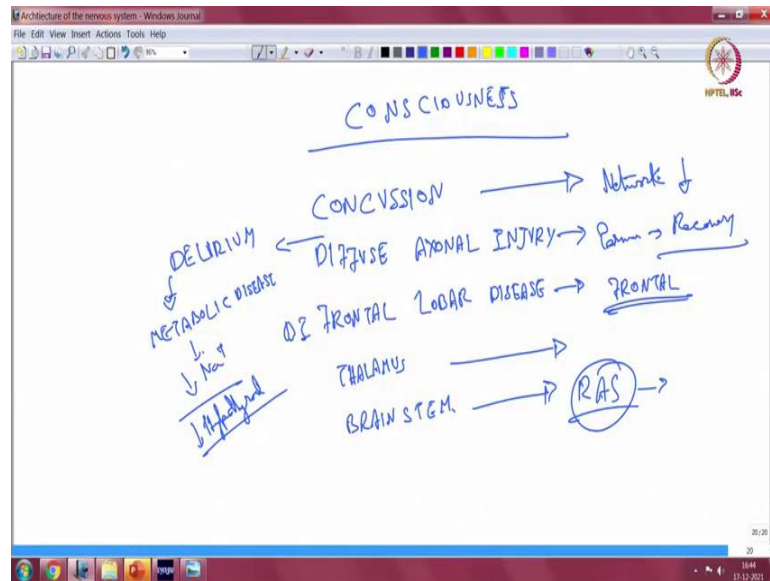 Architecture of the nervous system - Windows Journal
File Edit View Insert Actions Tools Help
96%
NPTEL, IISc
CONSCIOUSNESS
CONCUSSION → Network ↓
DELIRIUM ← DIFFUSE AXONAL INJURY → → Recovery
↓ METABOLIC DISEASE
DI FRONTAL LOBAR DISEASE → FRONTAL
↓ Na+
THALAMUS →
BRAIN STEM. → RAS →
20/20
20
16:44
17-12-2021